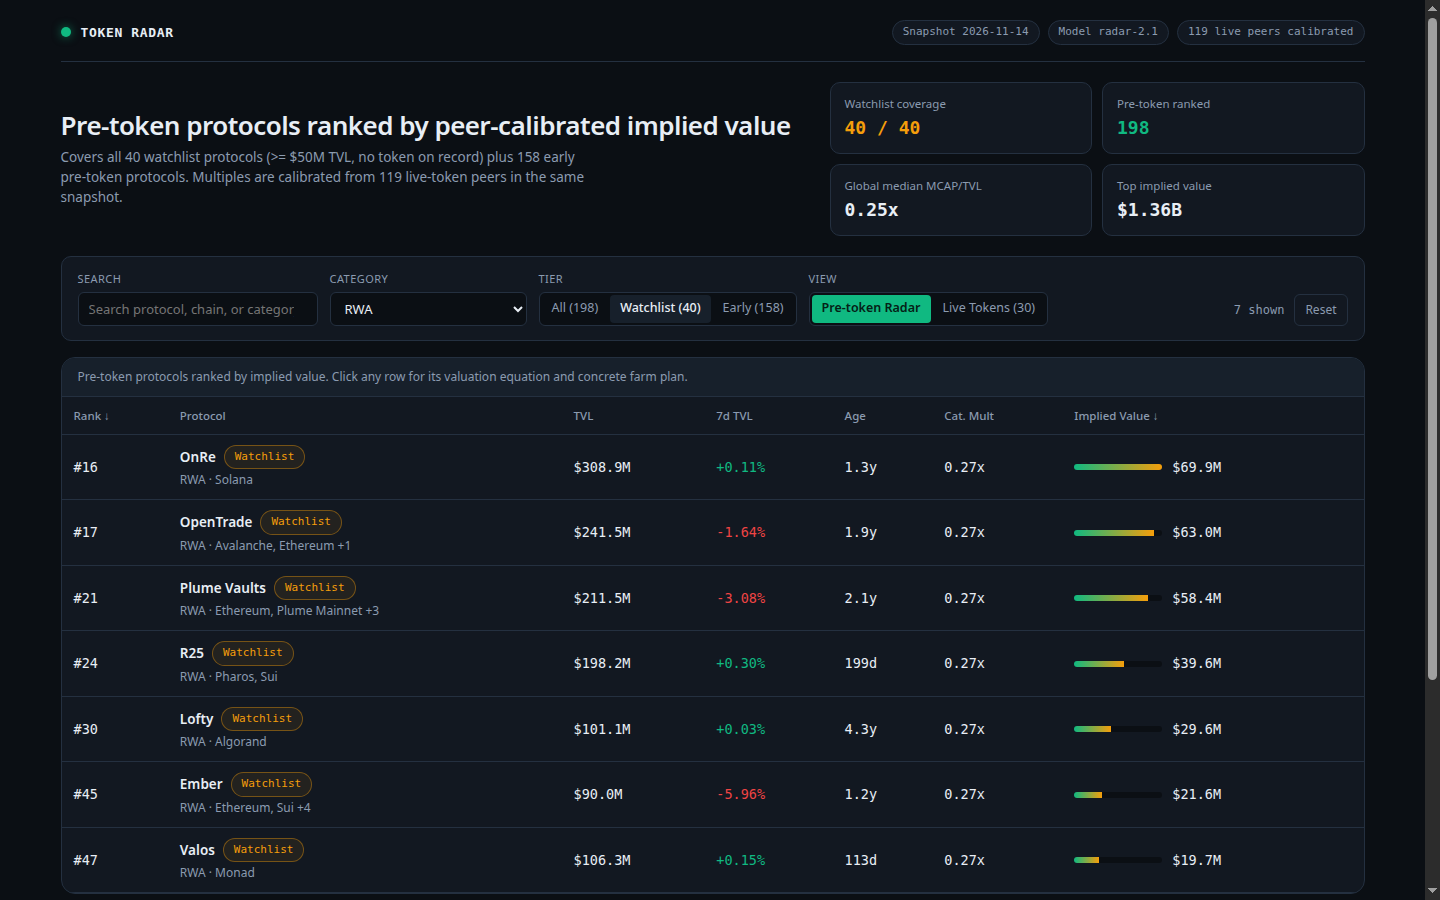 TOKEN RADAR
Snapshot 2026-11-14
Model radar-2.1
119 live peers calibrated
Pre-token protocols ranked by peer-calibrated implied value
Covers all 40 watchlist protocols (>= $50M TVL, no token on record) plus 158 early
pre-token protocols. Multiples are calibrated from 119 live-token peers in the same
snapshot.
Watchlist coverage
40 / 40
Pre-token ranked
198
Global median MCAP/TVL
0.25x
Top implied value
$1.36B
SEARCH
Search protocol, chain, or categor
CATEGORY
RWA
TIER
All (198) Watchlist (40) Early (158)
VIEW
Pre-token Radar Live Tokens (30)
7 shown
Reset
Pre-token protocols ranked by implied value. Click any row for its valuation equation and concrete farm plan.
Rank ↓ Protocol TVL 7d TVL Age Cat. Mult Implied Value ↓
#16 OnRe Watchlist $308.9M +0.11% 1.3y 0.27x $69.9M
RWA · Solana
#17 OpenTrade Watchlist $241.5M -1.64% 1.9y 0.27x $63.0M
RWA · Avalanche, Ethereum +1
#21 Plume Vaults Watchlist $211.5M -3.08% 2.1y 0.27x $58.4M
RWA · Ethereum, Plume Mainnet +3
#24 R25 Watchlist $198.2M +0.30% 199d 0.27x $39.6M
RWA · Pharos, Sui
#30 Lofty Watchlist $101.1M +0.03% 4.3y 0.27x $29.6M
RWA · Algorand
#45 Ember Watchlist $90.0M -5.96% 1.2y 0.27x $21.6M
RWA · Ethereum, Sui +4
#47 Valos Watchlist $106.3M +0.15% 113d 0.27x $19.7M
RWA · Monad